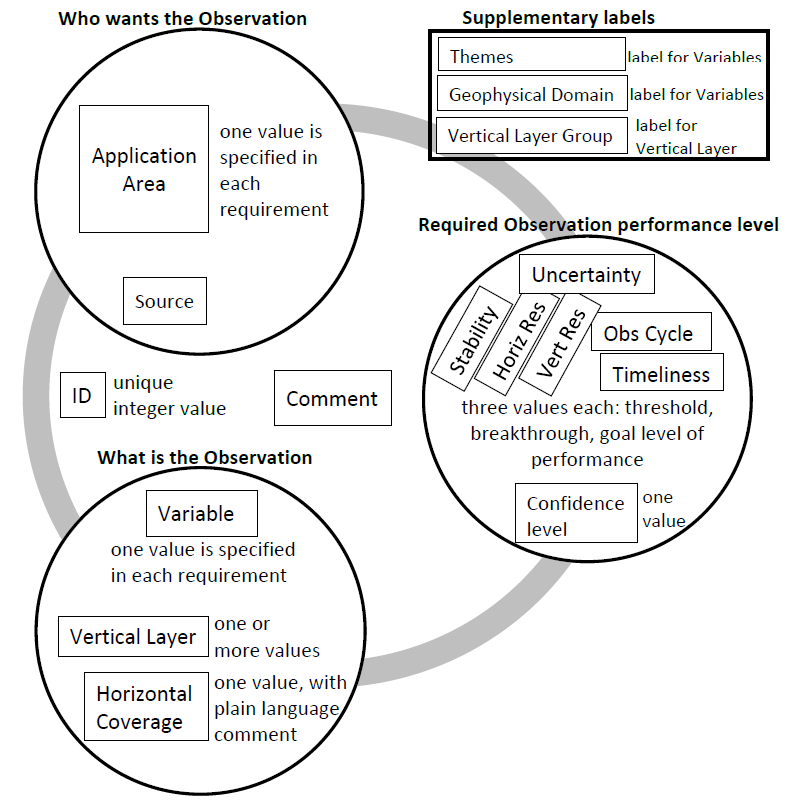 Who wants the Observation
Application
Area
one value is
specified in
each
requirement
Source
Supplementary labels
Themes
label for Variables
Geophysical Domain
label for Variables
Vertical Layer Group
label for
Vertical Layer
Required Observation performance level
Uncertainty
Stability
Horiz Res
Vert Res
Obs Cycle
Timeliness
three values each: threshold,
breakthrough, goal level of
performance
Confidence
level
one
value
ID
unique
integer value
Comment
What is the Observation
Variable
one value is specified
in each requirement
Vertical Layer
one or
more values
Horizontal
Coverage
one value, with
plain language
comment